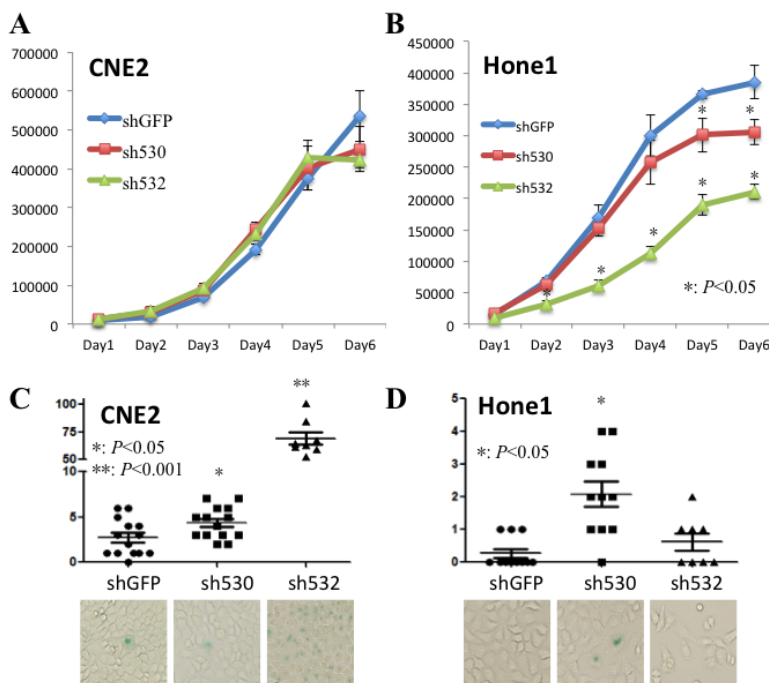 A
CNE2
700000
600000
500000
400000
300000
200000
100000
0
shGFP
sh530
sh532
Day1 Day2 Day3 Day4 Day5 Day6
B
Hone1
450000
400000
350000
300000
250000
200000
150000
100000
50000
0
shGFP
sh530
sh532
* *
* * * * *
*: P<0.05
Day1 Day2 Day3 Day4 Day5 Day6
C
CNE2
*: P<0.05
**: P<0.001
100
75
50
10
5
0
*
**
shGFP sh530 sh532
D
Hone1
*: P<0.05
5
4
3
2
1
0
*
shGFP sh530 sh532